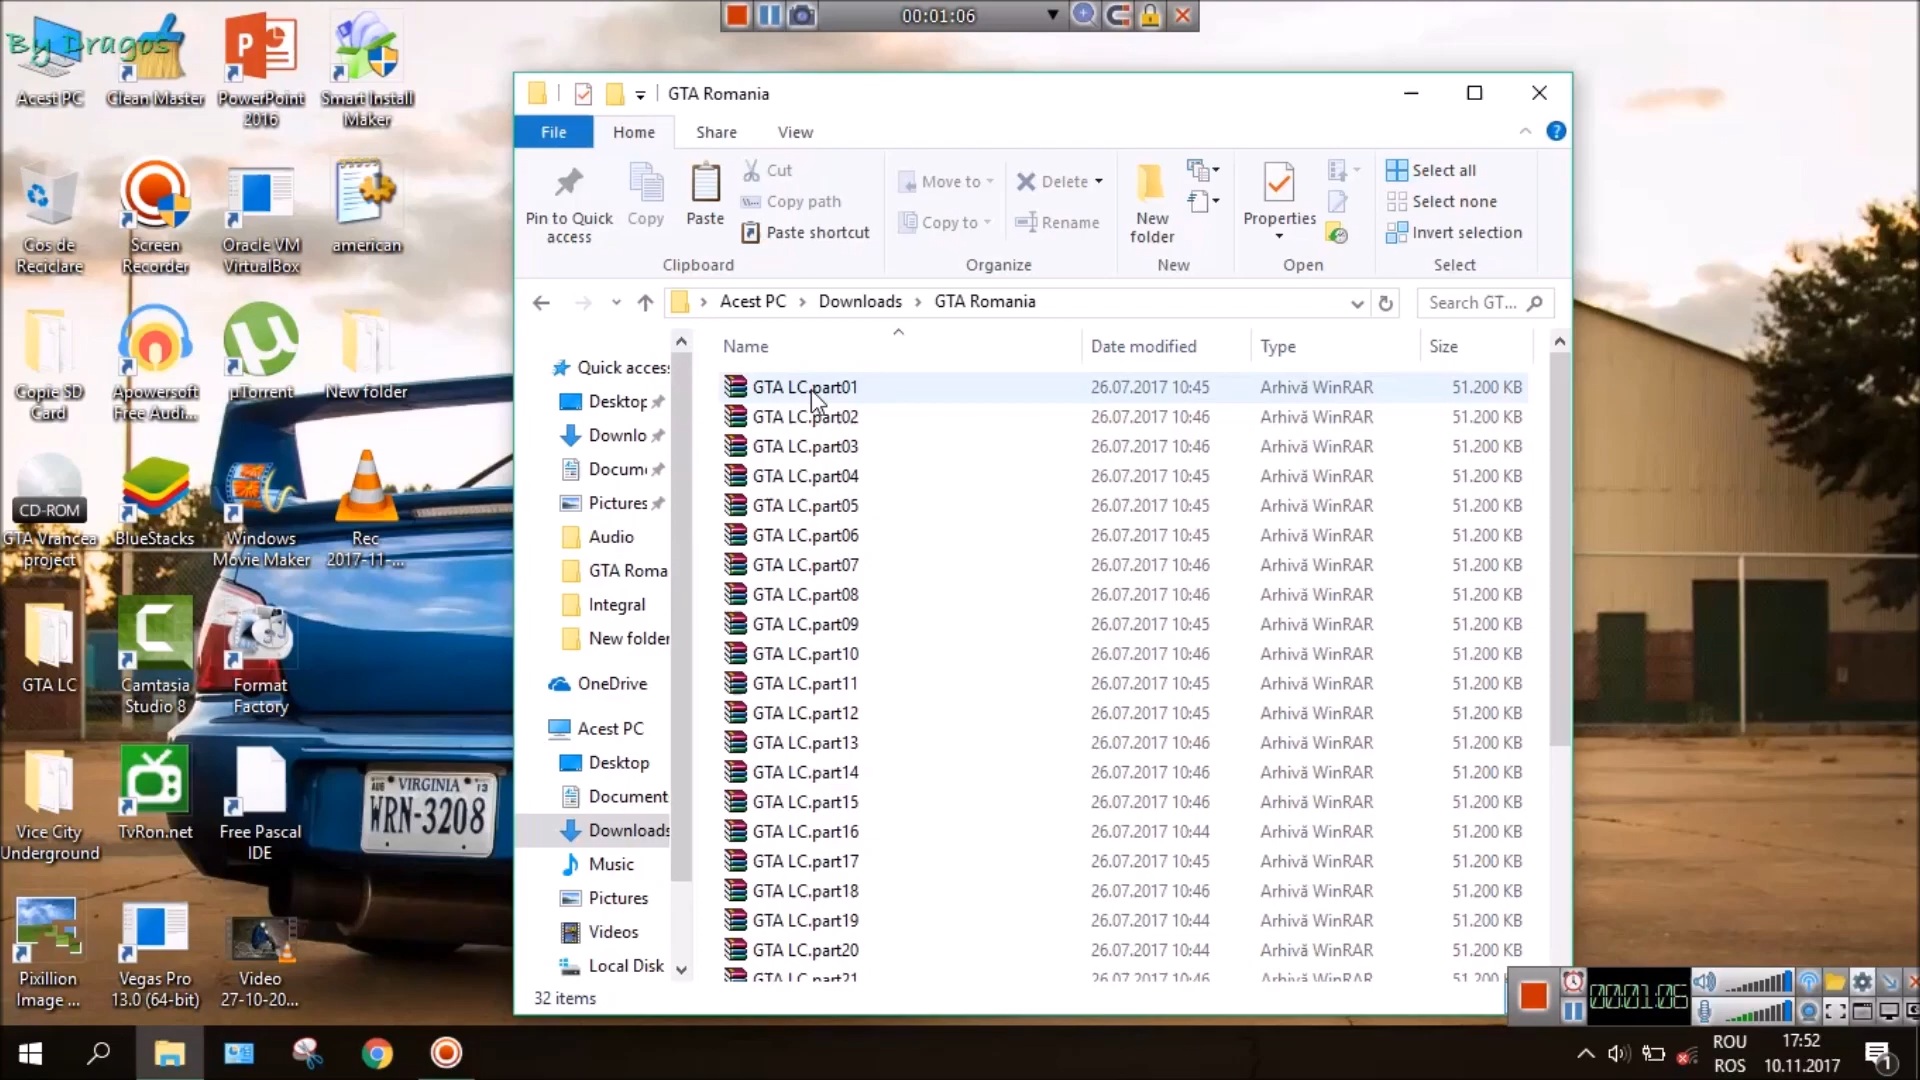 By Dragos
Acest PC
Clean Master
PowerPoint
2016
Smart Install
Maker
Cos de
Reciclare
Screen
Recorder
Oracle VM
VirtualBox
american
Copie SD
Card
Apowersoft
Free Audi...
µTorrent
New folder
CD-ROM
GTA Vrancea
project
BlueStacks
Windows
Movie Maker
Rec
2017-11-...
GTA LC
Camtasia
Studio 8
Format
Factory
VIRGINIA
AUG
13
WRN-3208
Vice City
Underground
TvRon.net
Free Pascal
IDE
Pixillion
Image ...
Vegas Pro
13.0 (64-bit)
Video
27-10-20...
00:01:06
GTA Romania
File
Home
Share
View
Pin to Quick
access
Copy
Paste
Cut
Copy path
Paste shortcut
Clipboard
Move to
Copy to
Delete
Rename
Organize
New
folder
New
Properties
Open
Select all
Select none
Invert selection
Select
Acest PC > Downloads > GTA Romania
Search GT...
Quick acces
Desktop
Downlo
Docum
Pictures
Audio
GTA Roma
Integral
New folder
OneDrive
Acest PC
Desktop
Document
Downloads
Music
Pictures
Videos
Local Disk
Name Date modified Type Size
GTA LC.part01 26.07.2017 10:45 Arhivă WinRAR 51.200 KB
GTA LC.part02 26.07.2017 10:46 Arhivă WinRAR 51.200 KB
GTA LC.part03 26.07.2017 10:45 Arhivă WinRAR 51.200 KB
GTA LC.part04 26.07.2017 10:45 Arhivă WinRAR 51.200 KB
GTA LC.part05 26.07.2017 10:45 Arhivă WinRAR 51.200 KB
GTA LC.part06 26.07.2017 10:46 Arhivă WinRAR 51.200 KB
GTA LC.part07 26.07.2017 10:46 Arhivă WinRAR 51.200 KB
GTA LC.part08 26.07.2017 10:46 Arhivă WinRAR 51.200 KB
GTA LC.part09 26.07.2017 10:45 Arhivă WinRAR 51.200 KB
GTA LC.part10 26.07.2017 10:46 Arhivă WinRAR 51.200 KB
GTA LC.part11 26.07.2017 10:45 Arhivă WinRAR 51.200 KB
GTA LC.part12 26.07.2017 10:45 Arhivă WinRAR 51.200 KB
GTA LC.part13 26.07.2017 10:46 Arhivă WinRAR 51.200 KB
GTA LC.part14 26.07.2017 10:46 Arhivă WinRAR 51.200 KB
GTA LC.part15 26.07.2017 10:46 Arhivă WinRAR 51.200 KB
GTA LC.part16 26.07.2017 10:44 Arhivă WinRAR 51.200 KB
GTA LC.part17 26.07.2017 10:45 Arhivă WinRAR 51.200 KB
GTA LC.part18 26.07.2017 10:46 Arhivă WinRAR 51.200 KB
GTA LC.part19 26.07.2017 10:44 Arhivă WinRAR 51.200 KB
GTA LC.part20 26.07.2017 10:44 Arhivă WinRAR 51.200 KB
GTA LC.part21 26.07.2017 10:46 Arhivă WinRAR 51.200
32 items
00:01:06
ROU
ROS
17:52
10.11.2017
1